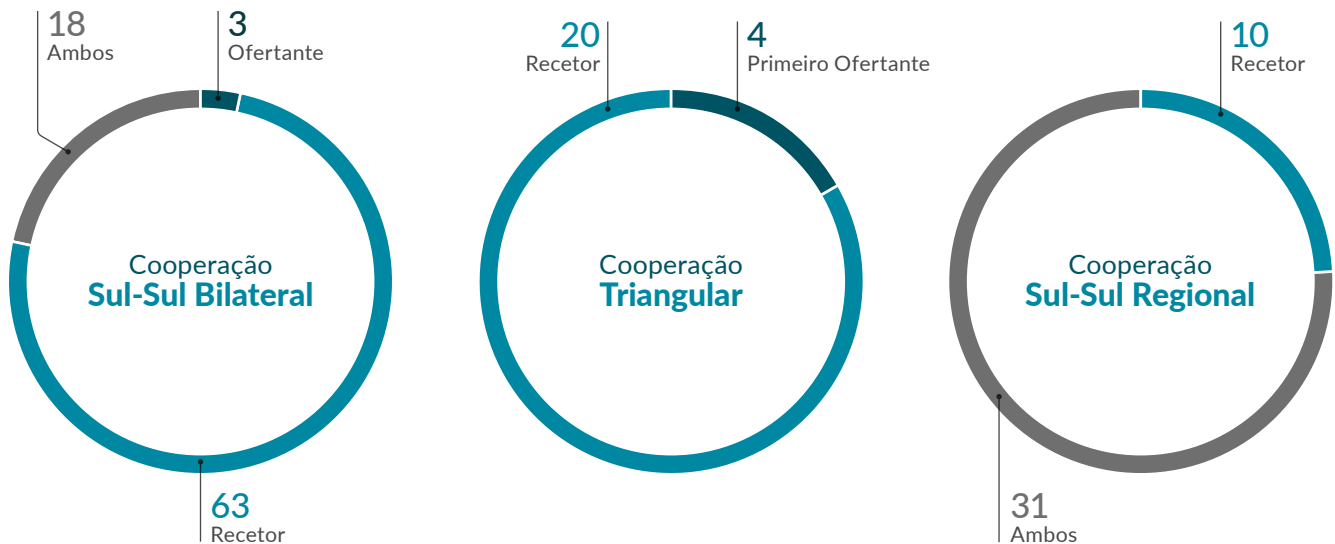 18
Ambos
3
Ofertante
Cooperação
Sul-Sul Bilateral
63
Recetor
20
Recetor
4
Primeiro Ofertante
Cooperação
Triangular
10
Recetor
Cooperação
Sul-Sul Regional
31
Ambos